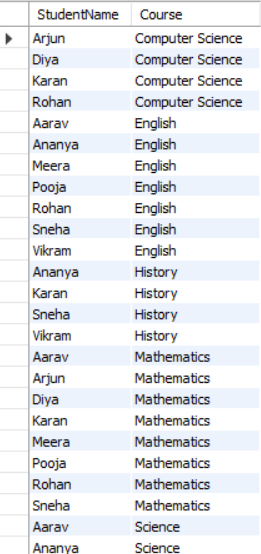 StudentName Course
Arjun Computer Science
Diya Computer Science
Karan Computer Science
Rohan Computer Science
Aarav English
Ananya English
Meera English
Pooja English
Rohan English
Sneha English
Vikram English
Ananya History
Karan History
Sneha History
Vikram History
Aarav Mathematics
Arjun Mathematics
Diya Mathematics
Karan Mathematics
Meera Mathematics
Pooja Mathematics
Rohan Mathematics
Sneha Mathematics
Aarav Science
Ananya Science